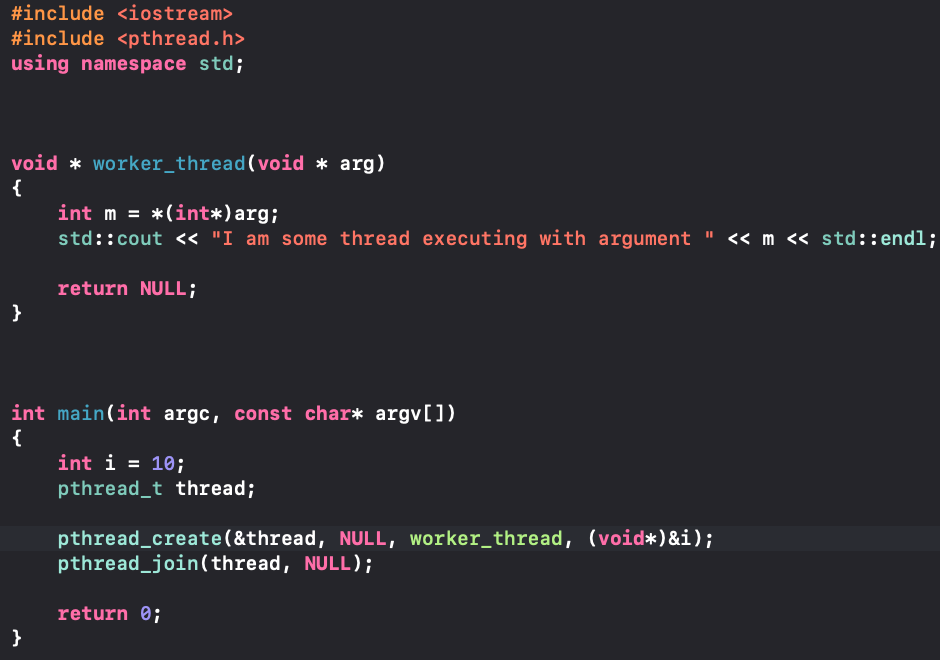 #include <iostream>
#include <pthread.h>
using namespace std;
void * worker_thread(void * arg)
{
    int m = *(int*)arg;
    std::cout << "I am some thread executing with argument " << m << std::endl;
    return NULL;
}
int main(int argc, const char* argv[])
{
    int i = 10;
    pthread_t thread;
    pthread_create(&thread, NULL, worker_thread, (void*)&i);
    pthread_join(thread, NULL);
    return 0;
}